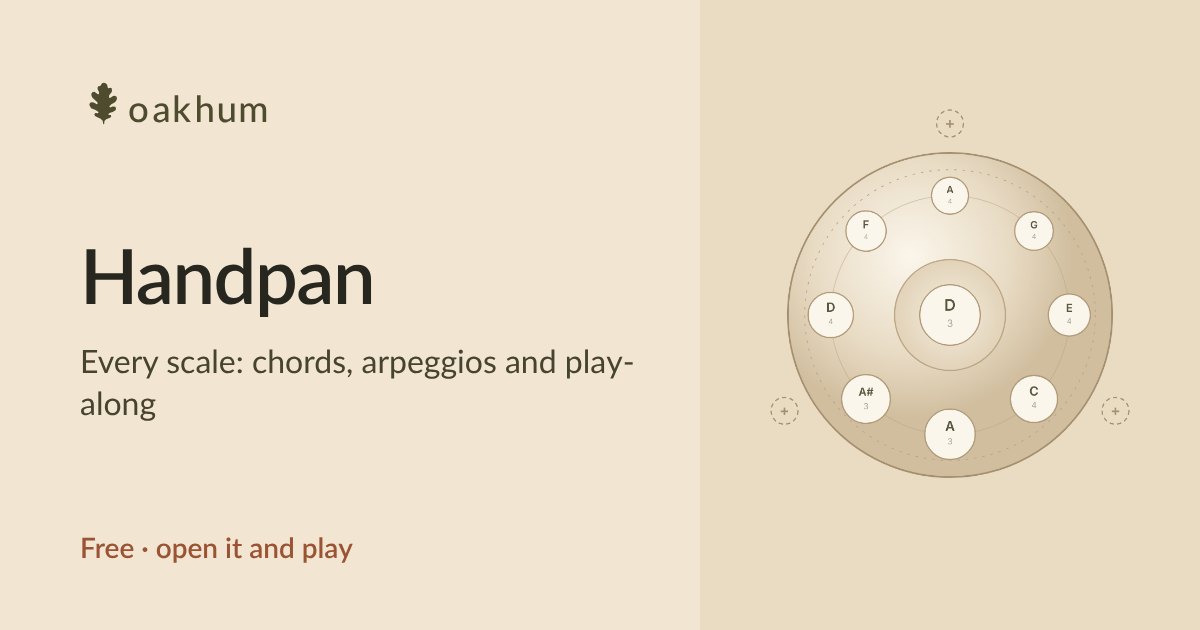 oakhum
Handpan
Every scale: chords, arpeggios and play-
along
Free · open it and play
+
A
4
F
4
G
4
D
4
D
3
E
4
A#
3
C
4
A
3
+
+